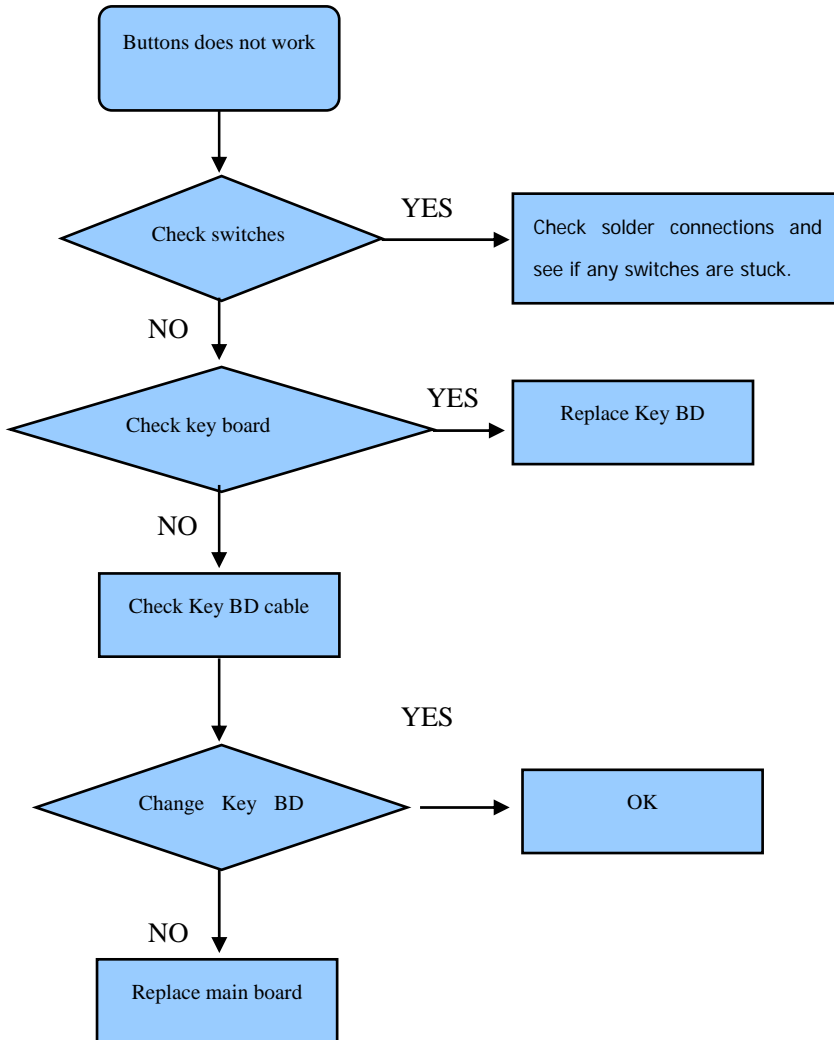 Buttons does not work
YES
Check switches
Check solder connections and
see if any switches are stuck.
NO
YES
Check key board
Replace Key BD
NO
Check Key BD cable
YES
Change Key BD
OK
NO
Replace main board